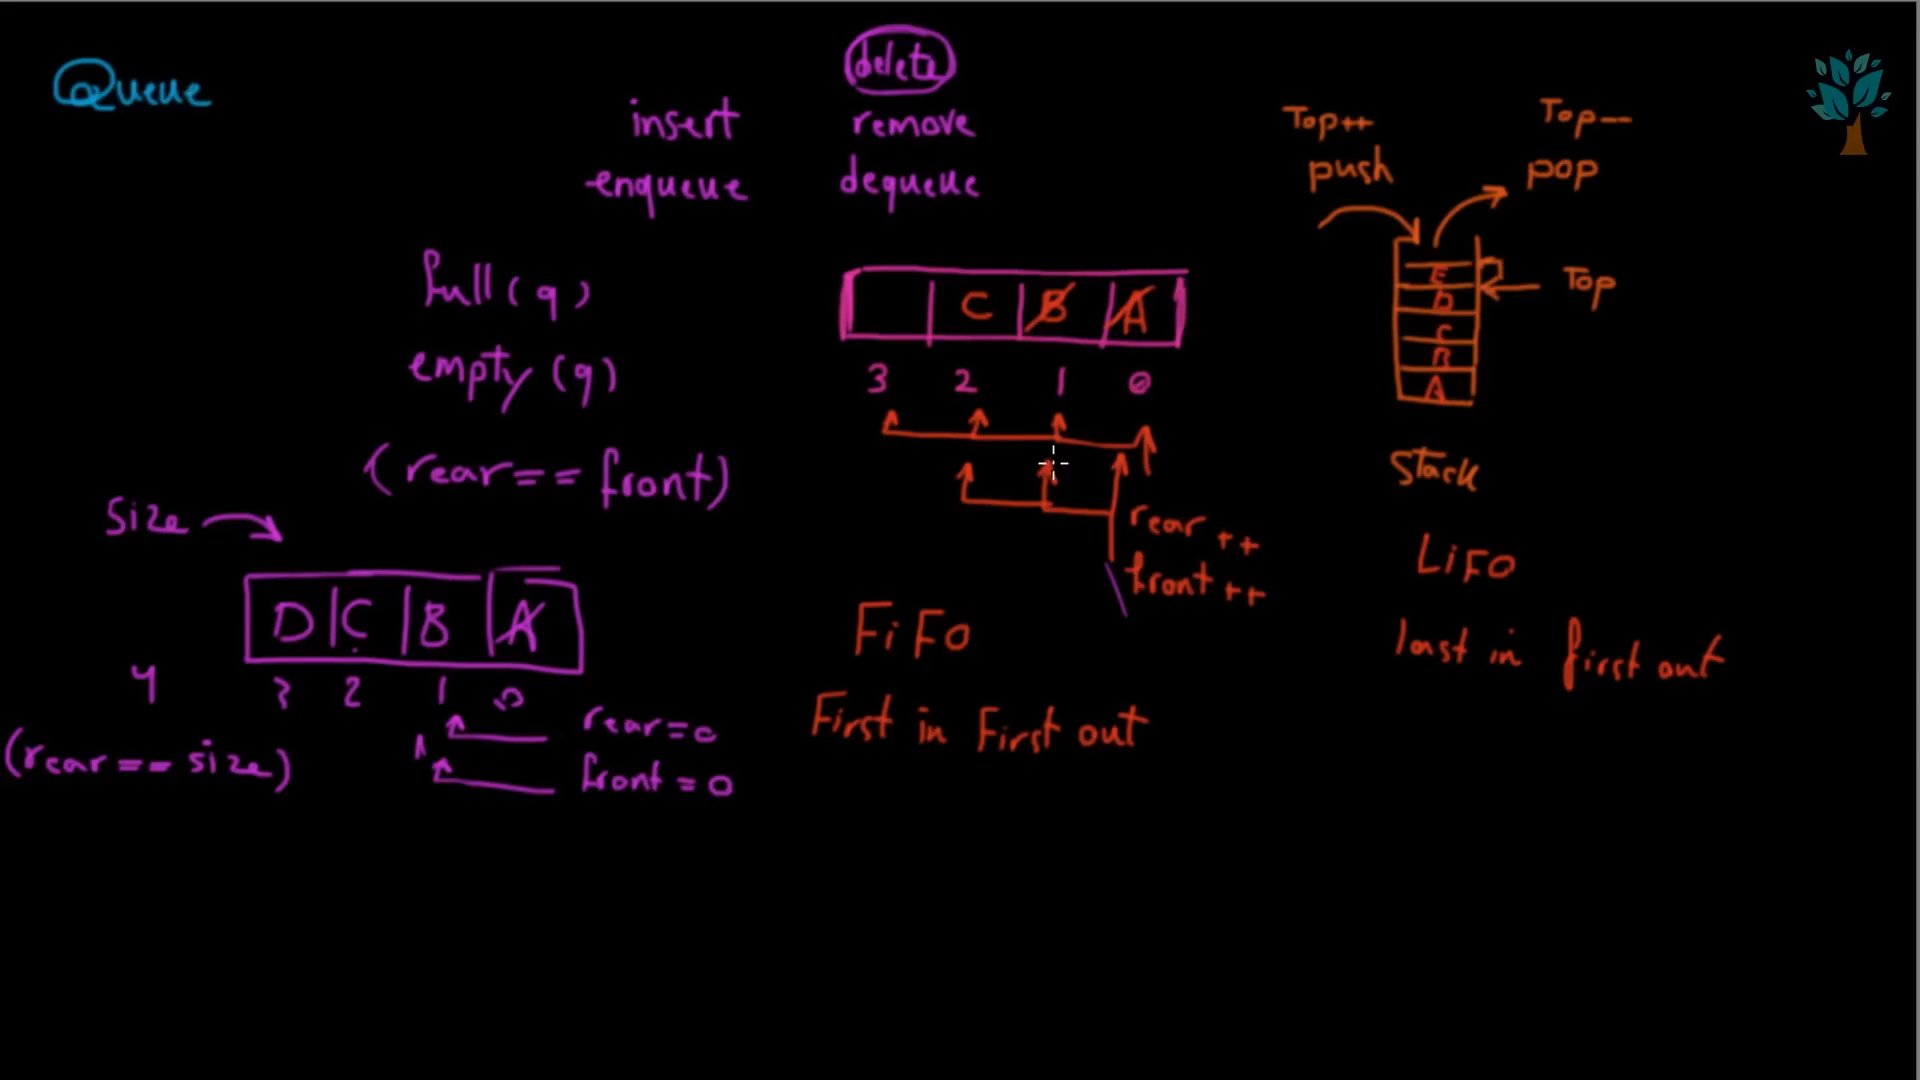 Queue
delete
insert remove
enqueue dequeue
full (q)
empty (q)
(rear == front)
size
D C B A
3 2 1 0
4
(rear == size)
rear = 0
front = 0
C B A
3 2 1 0
rear ++
front ++
FiFo
First in First out
Top++ Top--
push pop
E
D
C
B
A
Top
Stack
LiFo
last in first out